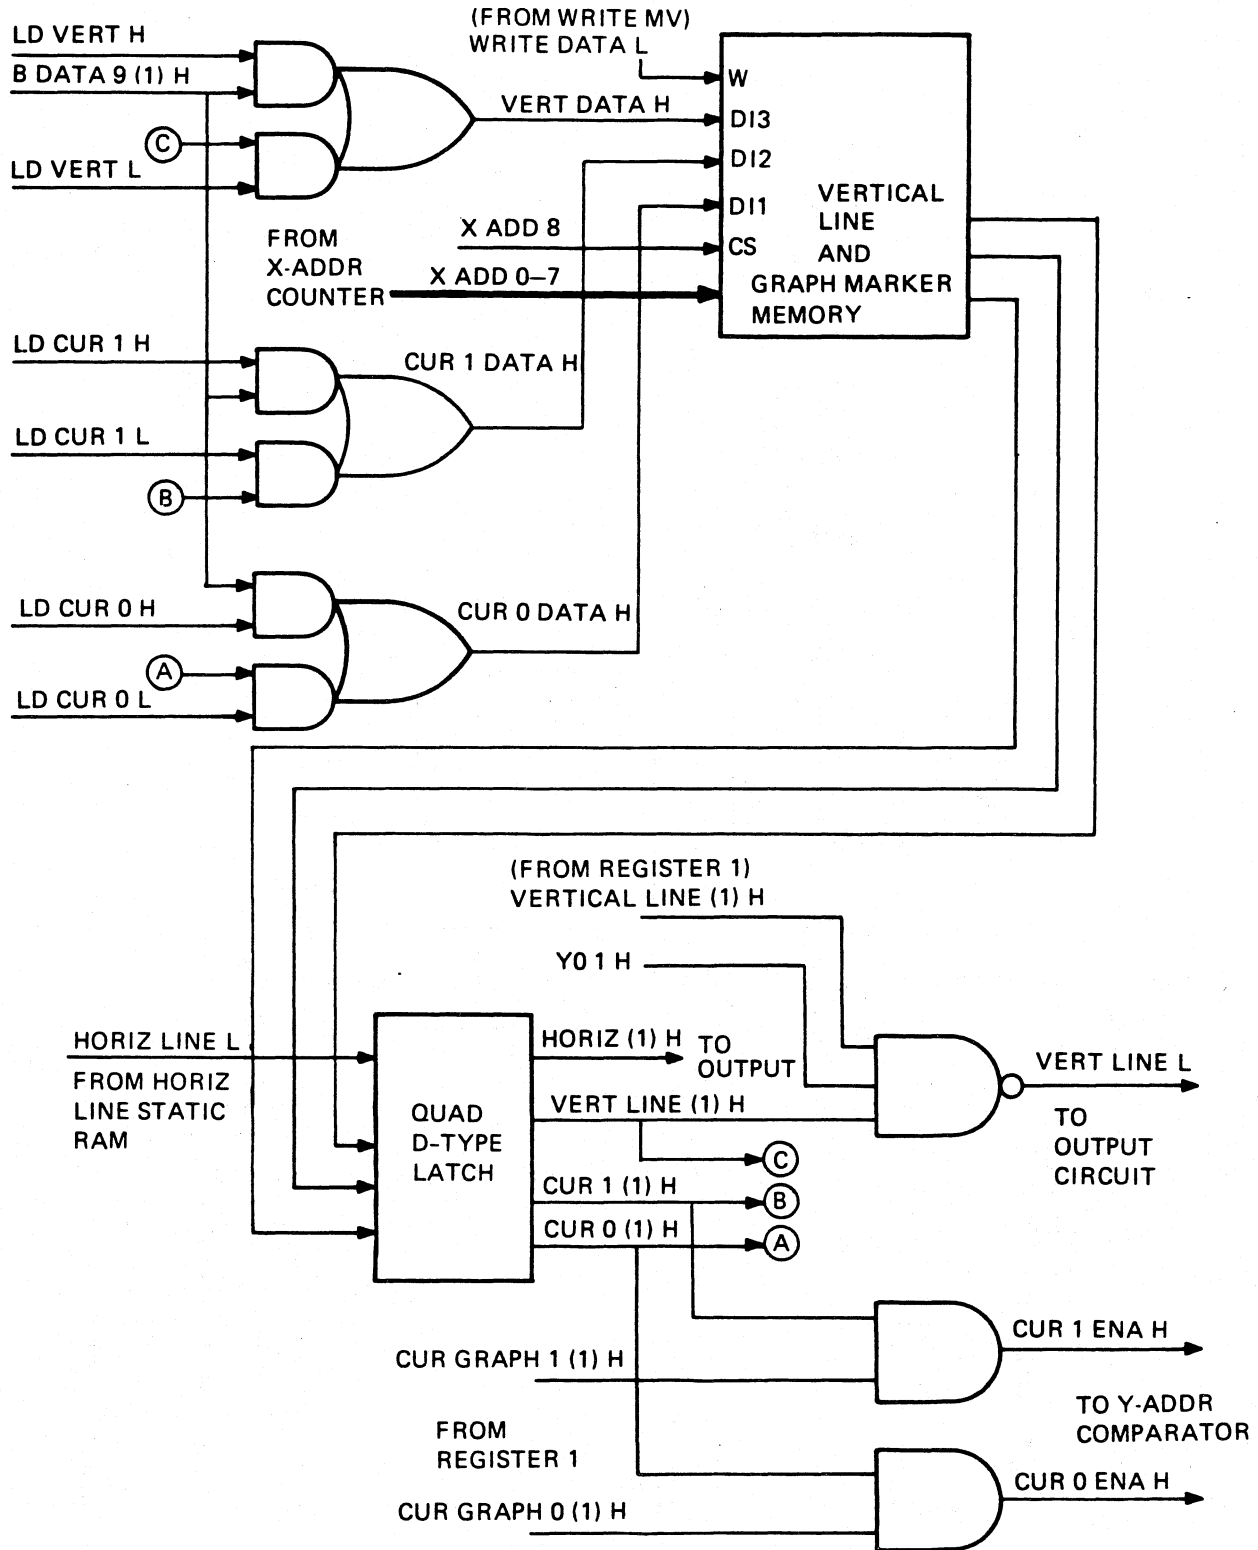 (FROM WRITE MV)
WRITE DATA L
LD VERT H
B DATA 9 (1) H
C
LD VERT L
VERT DATA H
W
DI3
DI2
DI1
CS
VERTICAL
LINE
AND
GRAPH MARKER
MEMORY
X ADD 8
FROM
X-ADDR
COUNTER
X ADD 0–7
LD CUR 1 H
CUR 1 DATA H
LD CUR 1 L
B
LD CUR 0 H
CUR 0 DATA H
A
LD CUR 0 L
(FROM REGISTER 1)
VERTICAL LINE (1) H
Y0 1 H
HORIZ LINE L
FROM HORIZ
LINE STATIC
RAM
QUAD
D-TYPE
LATCH
HORIZ (1) H
TO
OUTPUT
VERT LINE (1) H
C
CUR 1 (1) H
B
CUR 0 (1) H
A
VERT LINE L
TO
OUTPUT
CIRCUIT
CUR GRAPH 1 (1) H
CUR 1 ENA H
FROM
REGISTER 1
TO Y-ADDR
COMPARATOR
CUR GRAPH 0 (1) H
CUR 0 ENA H